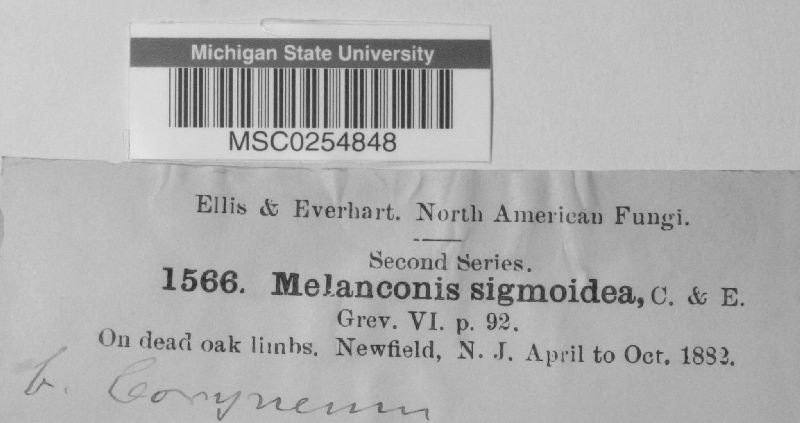 Michigan State University
MSC0254848
Ellis & Everhart. North American Fungi.
Second Series.
1566. Melanconis sigmoidea, C. & E.
Grev. VI. p. 92.
On dead oak limbs. Newfield, N. J. April to Oct. 1882.
b. Coryneum